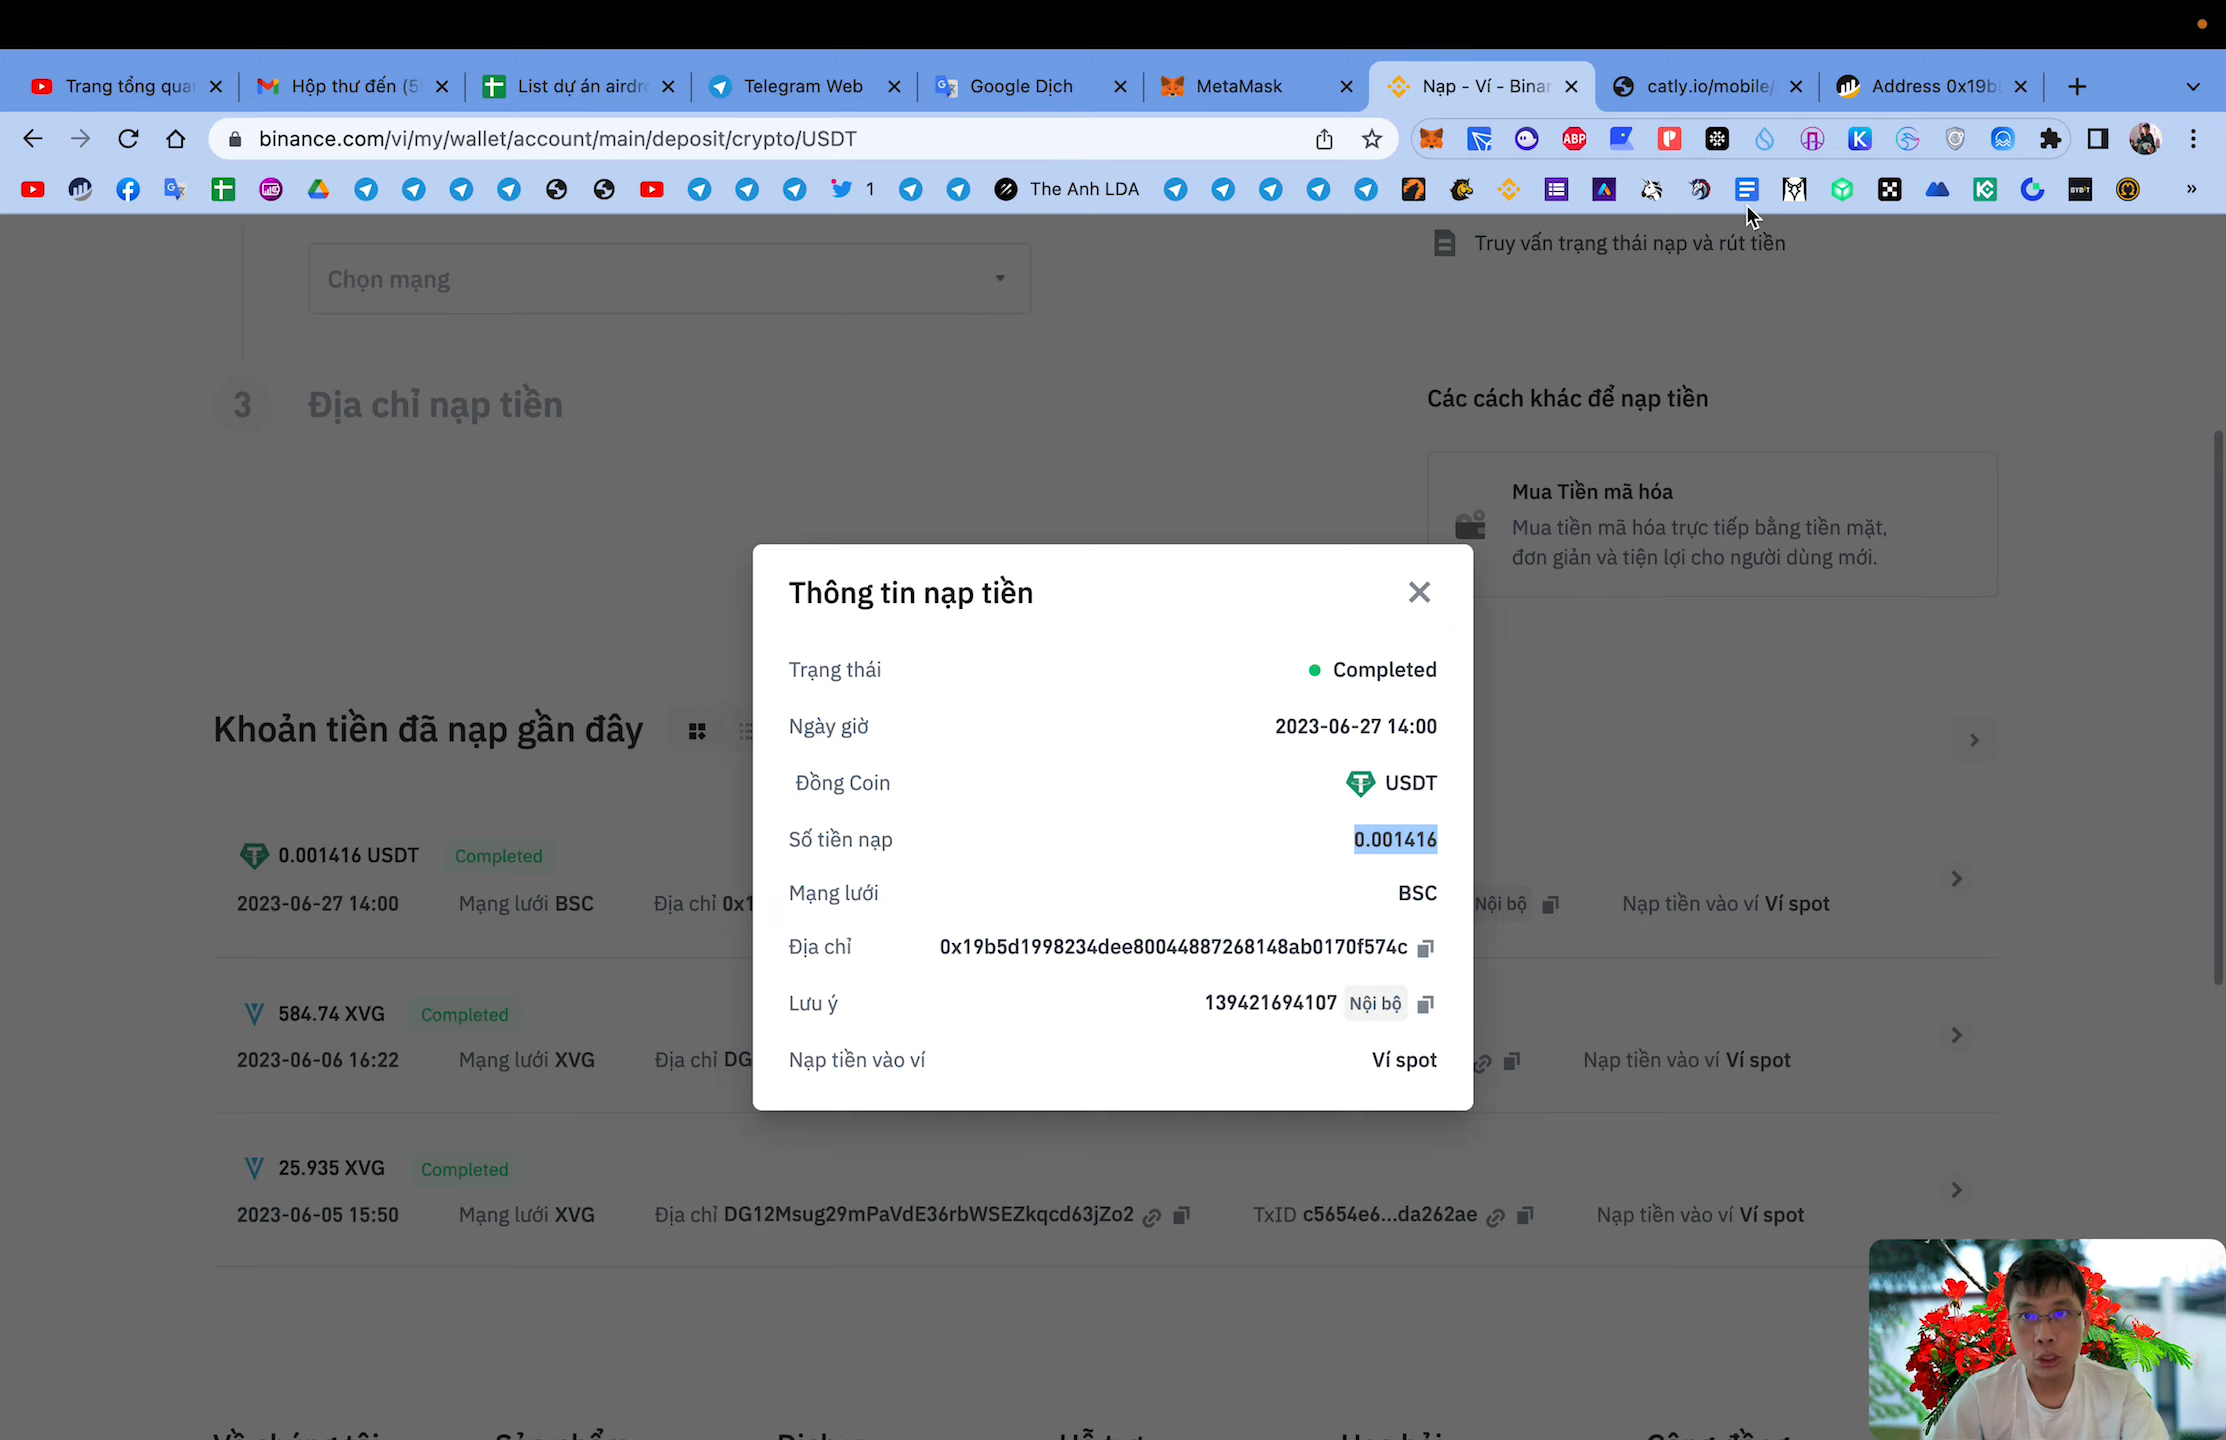 Trang tổng qua
Hộp thư đến (5
List dự án airdr
Telegram Web
Google Dịch
MetaMask
Nạp - Ví - Binar
catly.io/mobile/
Address 0x19b
binance.com/vi/my/wallet/account/main/deposit/crypto/USDT
ABP
1
The Anh LDA
BYBIT
Chọn mạng
Truy vấn trạng thái nạp và rút tiền
3
Địa chỉ nạp tiền
Các cách khác để nạp tiền
Mua Tiền mã hóa
Mua tiền mã hóa trực tiếp bằng tiền mặt,
đơn giản và tiện lợi cho người dùng mới.
Thông tin nạp tiền
Trạng thái
Completed
Ngày giờ
2023-06-27 14:00
Đồng Coin
USDT
Số tiền nạp
0.001416
Mạng lưới
BSC
Địa chỉ
0x19b5d1998234dee80044887268148ab0170f574c
Lưu ý
139421694107 Nội bộ
Nạp tiền vào ví
Ví spot
Khoản tiền đã nạp gần đây
0.001416 USDT Completed
2023-06-27 14:00 Mạng lưới BSC Địa chỉ 0x1 Nội bộ Nạp tiền vào ví Ví spot
584.74 XVG Completed
2023-06-06 16:22 Mạng lưới XVG Địa chỉ DG Nạp tiền vào ví Ví spot
25.935 XVG Completed
2023-06-05 15:50 Mạng lưới XVG Địa chỉ DG12Msug29mPaVdE36rbWSEZkqcd63jZo2 TxID c5654e6...da262ae Nạp tiền vào ví Ví spot